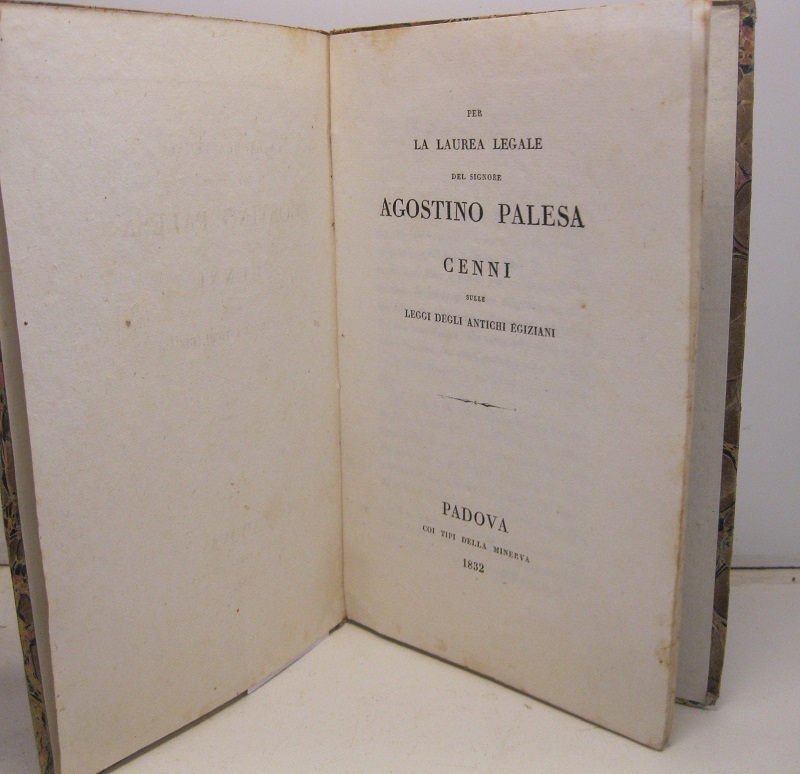 PER
LA LAUREA LEGALE
DEL SIGNORE
AGOSTINO PALESA
CENNI
SULLE
LEGGI DEGLI ANTICHI EGIZIANI
PADOVA
COI TIPI DELLA MINERVA
1832